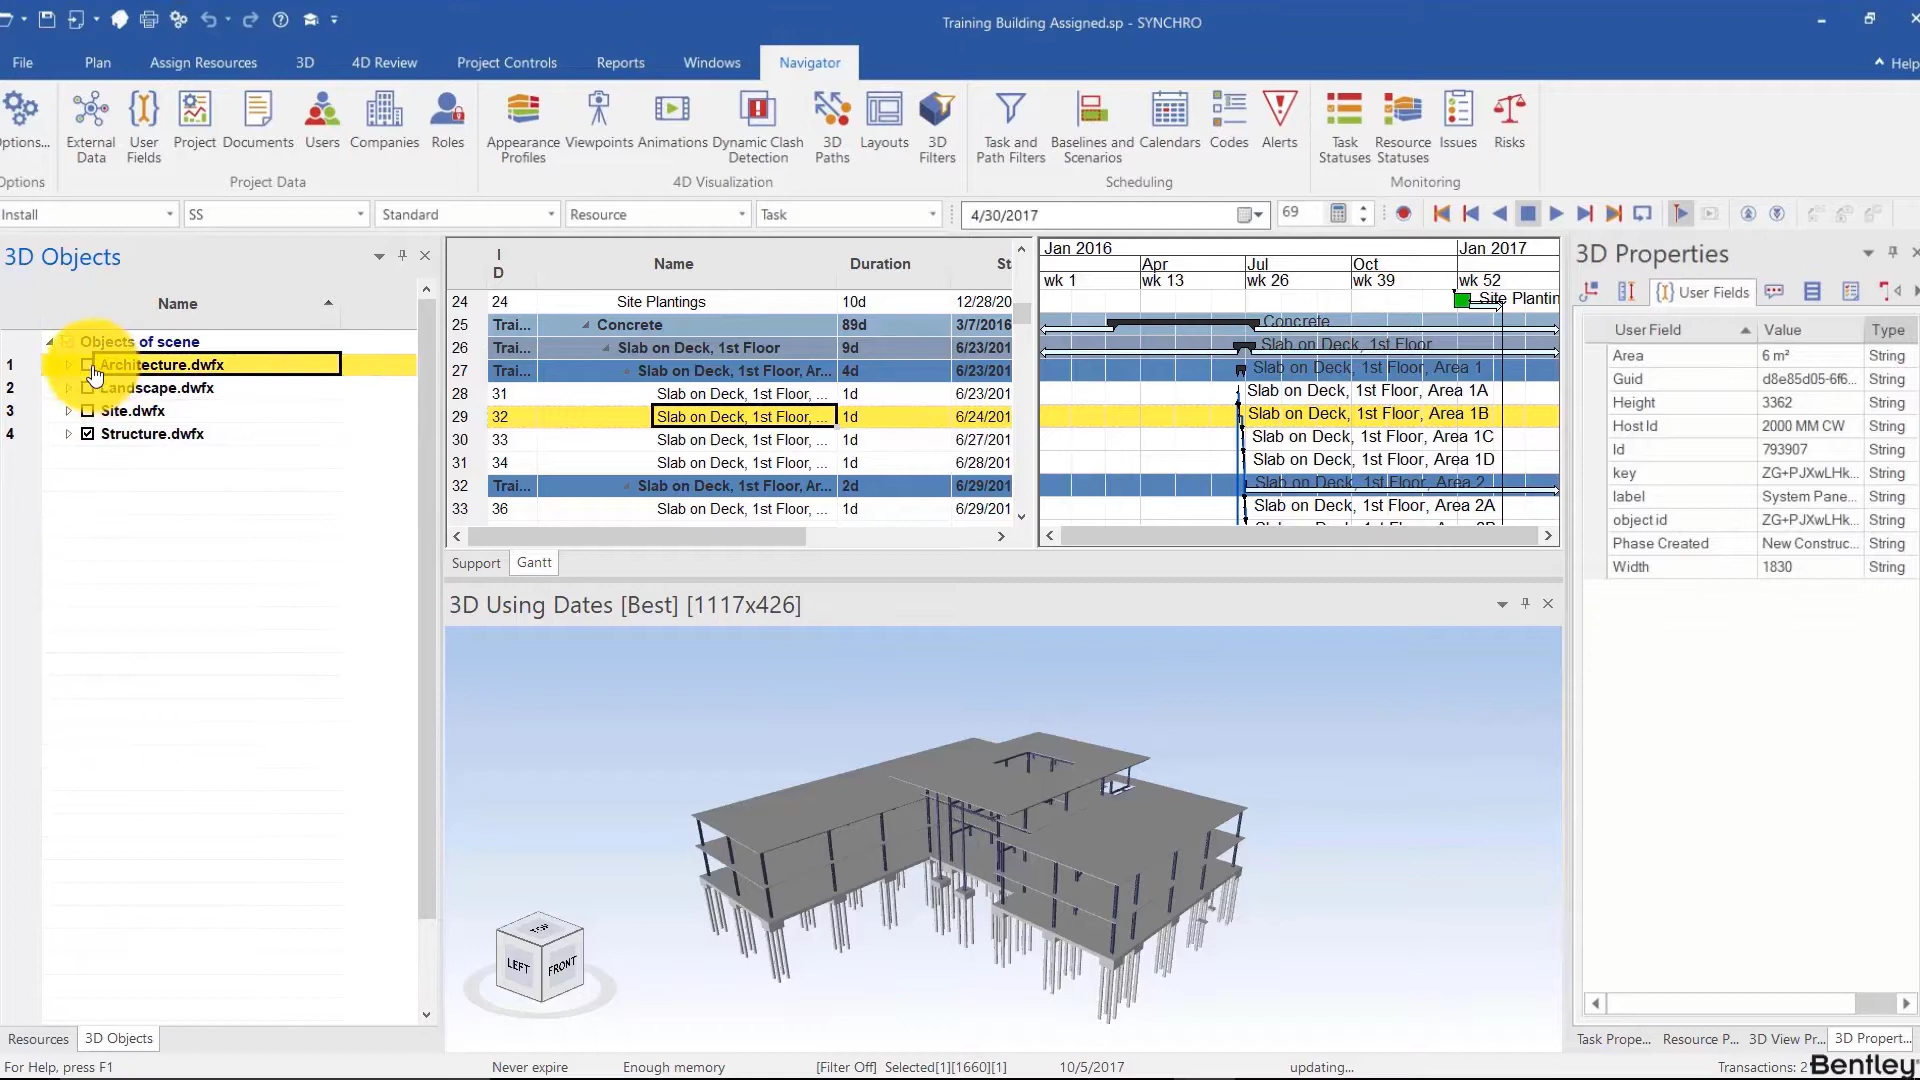 Training Building Assigned.sp - SYNCHRO
File Plan Assign Resources 3D 4D Review Project Controls Reports Windows Navigator Help
External Data
User Fields
Project
Documents
Users
Companies
Roles
Appearance Profiles
Viewpoints
Animations
Dynamic Clash Detection
3D Paths
Layouts
3D Filters
Task and Path Filters
Baselines and Scenarios
Calendars
Codes
Alerts
Task Statuses
Resource Statuses
Issues
Risks
Project Data
4D Visualization
Scheduling
Monitoring
Install SS Standard Resource Task 4/30/2017 69
3D Objects
Name
Objects of scene
1 Architecture.dwfx
2 Landscape.dwfx
3 Site.dwfx
4 Structure.dwfx
Resources 3D Objects
ID Name Duration St
24 24 Site Plantings 10d 12/28/20
25 Trai... Concrete 89d 3/7/2016
26 Trai... Slab on Deck, 1st Floor 9d 6/23/201
27 Trai... Slab on Deck, 1st Floor, Ar... 4d 6/23/201
28 31 Slab on Deck, 1st Floor, ... 1d 6/23/201
29 32 Slab on Deck, 1st Floor, ... 1d 6/24/201
30 33 Slab on Deck, 1st Floor, ... 1d 6/27/201
31 34 Slab on Deck, 1st Floor, ... 1d 6/28/201
32 Trai... Slab on Deck, 1st Floor, Ar... 2d 6/29/201
33 36 Slab on Deck, 1st Floor, ... 1d 6/29/201
Support Gantt
Jan 2016 Jan 2017
Apr Jul Oct
wk 1 wk 13 wk 26 wk 39 wk 52
Site Plantin
Concrete
Slab on Deck, 1st Floor
Slab on Deck, 1st Floor, Area 1
Slab on Deck, 1st Floor, Area 1A
Slab on Deck, 1st Floor, Area 1B
Slab on Deck, 1st Floor, Area 1C
Slab on Deck, 1st Floor, Area 1D
Slab on Deck, 1st Floor, Area 2
Slab on Deck, 1st Floor, Area 2A
3D Using Dates [Best] [1117x426]
TOP
LEFT FRONT
3D Properties
User Fields
User Field Value Type
Area 6 m² String
Guid d8e85d05-6f6... String
Height 3362 String
Host Id 2000 MM CW String
Id 793907 String
key ZG+PJXwLHk... String
label System Pane... String
object id ZG+PJXwLHk... String
Phase Created New Construc... String
Width 1830 String
Task Prope... Resource P... 3D View Pr... 3D Propert...
For Help, press F1 Never expire Enough memory [Filter Off] Selected[1][1660][1] 10/5/2017 updating... Transactions: 2
Bentley